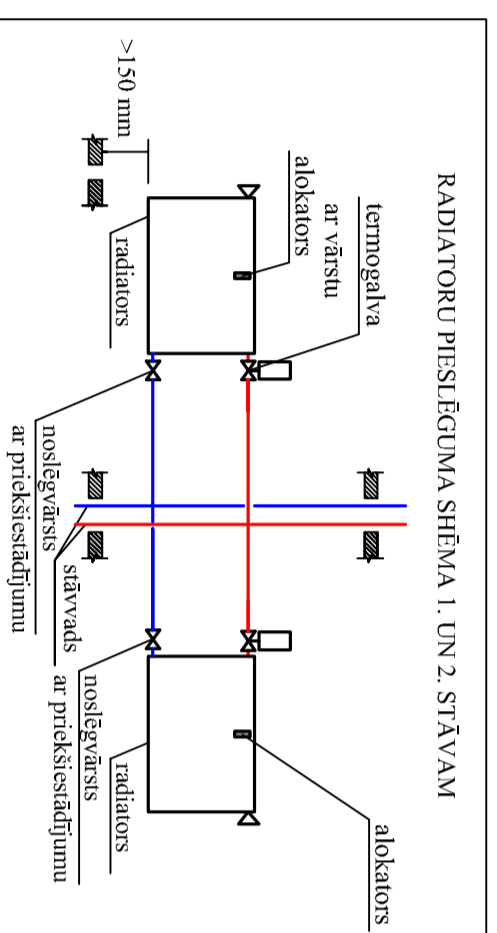 RADIATORU PIESLĒGUMA SHĒMA 1. UN 2. STĀVAM
termogalva
ar vārstu
alokators
alokators
>150 mm
radiators
noslēgvārsts
ar priekšiestādījumu
stāvvads
noslēgvārsts
ar priekšiestādījumu
radiators